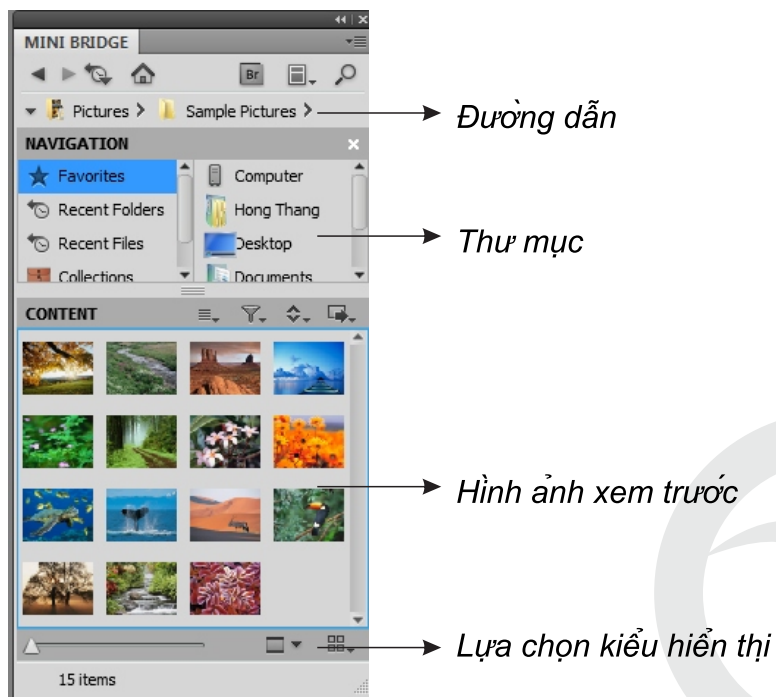 MINI BRIDGE
Br
Pictures > Sample Pictures >
Đường dẫn
NAVIGATION
Favorites
Computer
Recent Folders
Hong Thang
Recent Files
Desktop
Thư mục
Collections
Documents
CONTENT
Hình ảnh xem trước
Lựa chọn kiểu hiển thị
15 items